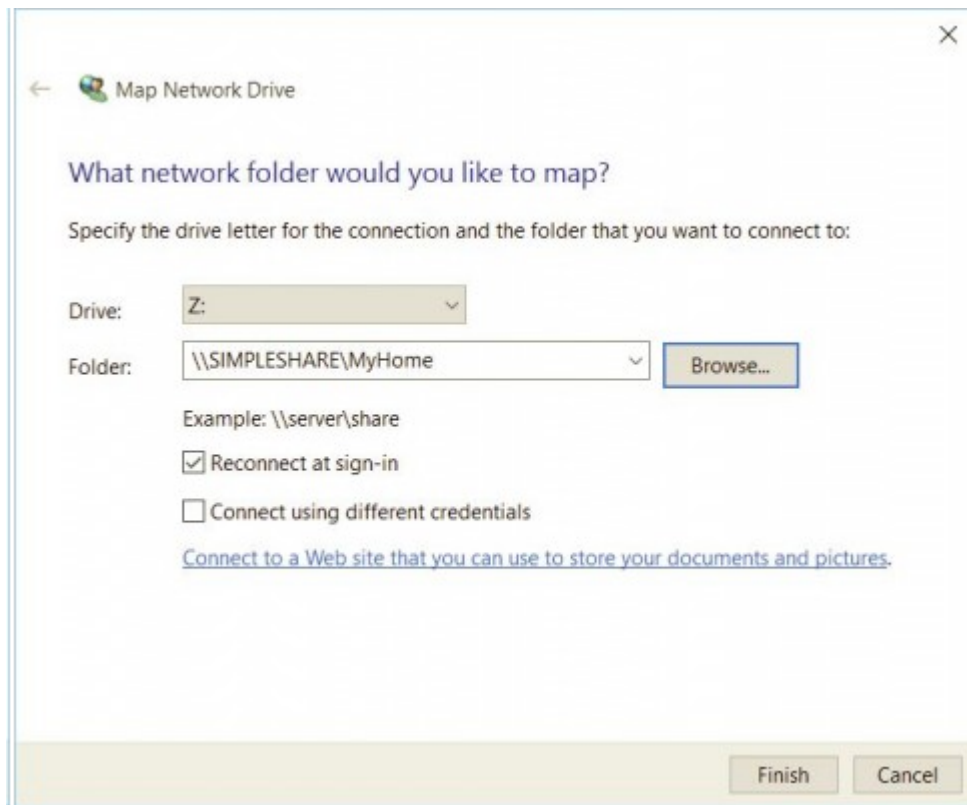 Map Network Drive
What network folder would you like to map?
Specify the drive letter for the connection and the folder that you want to connect to:
Drive: Z:
Folder: \\SIMPLESHARE\MyHome Browse...
Example: \\server\share
Reconnect at sign-in
Connect using different credentials
Connect to a Web site that you can use to store your documents and pictures.
Finish Cancel